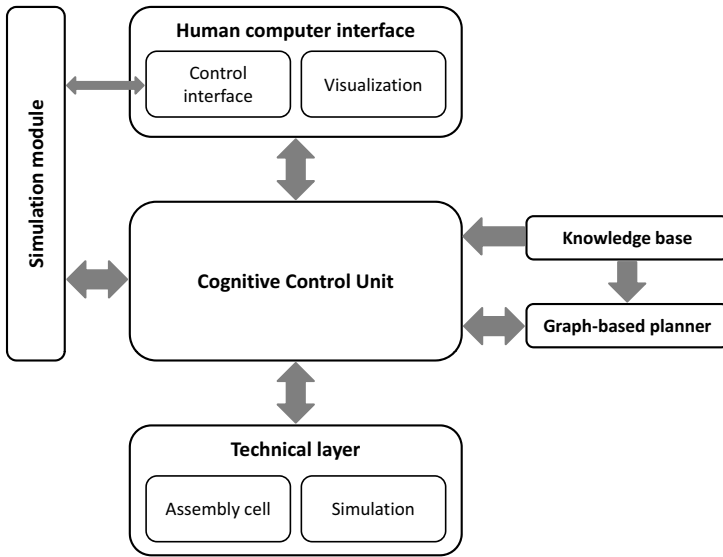 Human computer interface
Control
interface
Visualization
Simulation module
Cognitive Control Unit
Knowledge base
Graph-based planner
Technical layer
Assembly cell
Simulation